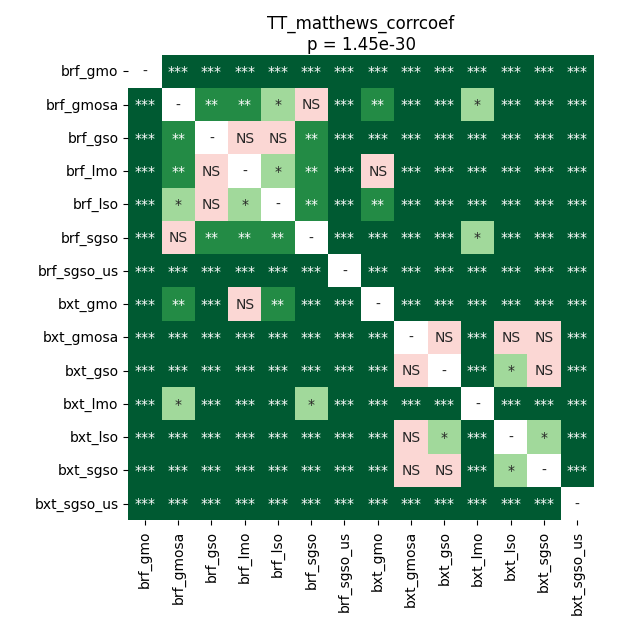 TT_matthews_corrcoef
p = 1.45e-30
brf_gmo - *** *** *** *** *** *** *** *** *** *** *** *** ***
brf_gmosa *** - ** ** * NS *** ** *** *** * *** *** ***
brf_gso *** ** - NS NS ** *** *** *** *** *** *** *** ***
brf_lmo *** ** NS - * ** *** NS *** *** *** *** *** ***
brf_lso *** * NS * - ** *** ** *** *** *** *** *** ***
brf_sgso *** NS ** ** ** - *** *** *** *** * *** *** ***
brf_sgso_us *** *** *** *** *** *** - *** *** *** *** *** *** ***
bxt_gmo *** ** *** NS ** *** *** - *** *** *** *** *** ***
bxt_gmosa *** *** *** *** *** *** *** *** - NS *** NS NS ***
bxt_gso *** *** *** *** *** *** *** *** NS - *** * NS ***
bxt_lmo *** * *** *** *** * *** *** *** *** - *** *** ***
bxt_lso *** *** *** *** *** *** *** *** NS * *** - * ***
bxt_sgso *** *** *** *** *** *** *** *** NS NS *** * - ***
bxt_sgso_us *** *** *** *** *** *** *** *** *** *** *** *** *** -
brf_gmo
brf_gmosa
brf_gso
brf_lmo
brf_lso
brf_sgso
brf_sgso_us
bxt_gmo
bxt_gmosa
bxt_gso
bxt_lmo
bxt_lso
bxt_sgso
bxt_sgso_us